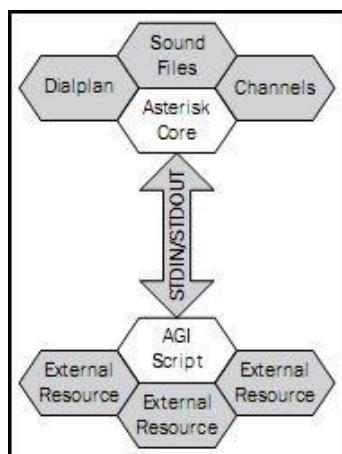 Sound
Files
Dialplan
Channels
Asterisk
Core
STDIN/STDOUT
AGI
Script
External
Resource
External
Resource
External
Resource